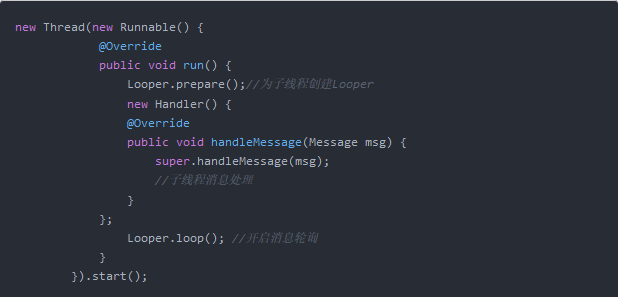 new Thread(new Runnable() {
@Override
public void run() {
Looper.prepare();//为子线程创建Looper
new Handler() {
@Override
public void handleMessage(Message msg) {
super.handleMessage(msg);
//子线程消息处理
}
};
Looper.loop(); //开启消息轮询
}
}).start();